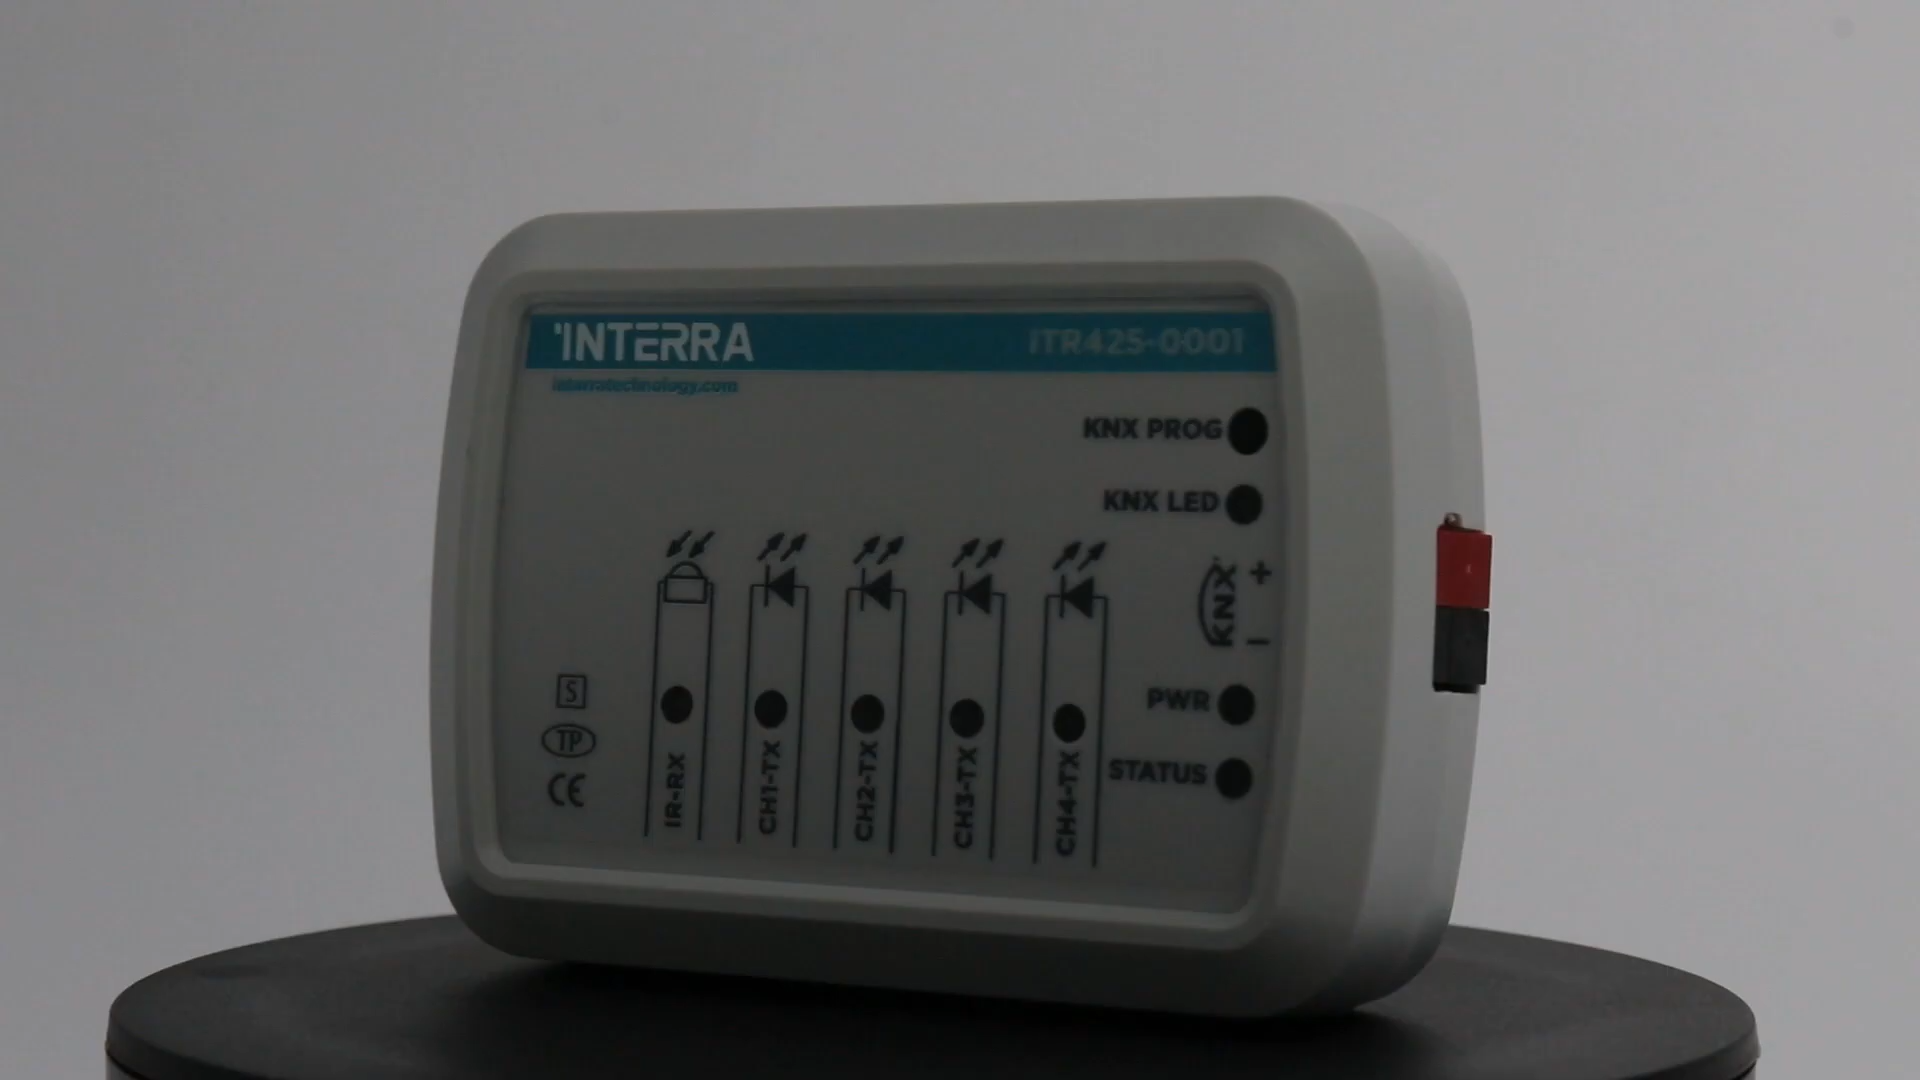 INTERRA
ITR425-0001
interratechnology.com
KNX PROG
KNX LED
KNX
+
−
PWR
STATUS
IR-RX
CH1-TX
CH2-TX
CH3-TX
CH4-TX
S
TP
CE